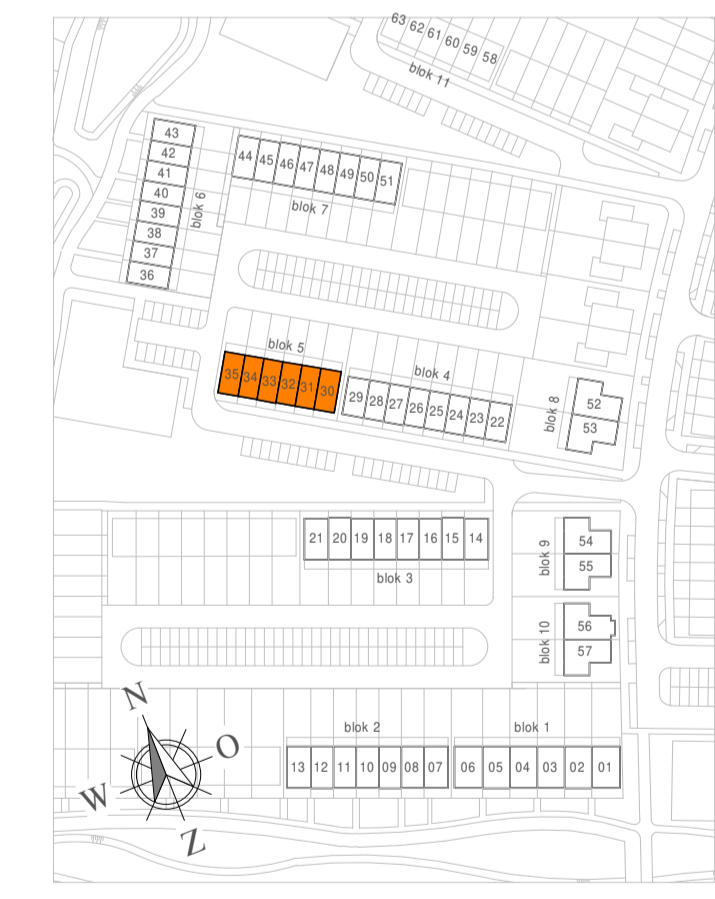 63 62 61 60 59 58
blok 11
43
42
41
40
39
38
37
36
blok 6
44 45 46 47 48 49 50 51
blok 7
blok 5
35 34 33 32 31 30
blok 4
29 28 27 26 25 24 23 22
blok 8
52
53
21 20 19 18 17 16 15 14
blok 3
blok 9
54
55
blok 10
56
57
N
O
W
Z
blok 2
13 12 11 10 09 08 07
blok 1
06 05 04 03 02 01